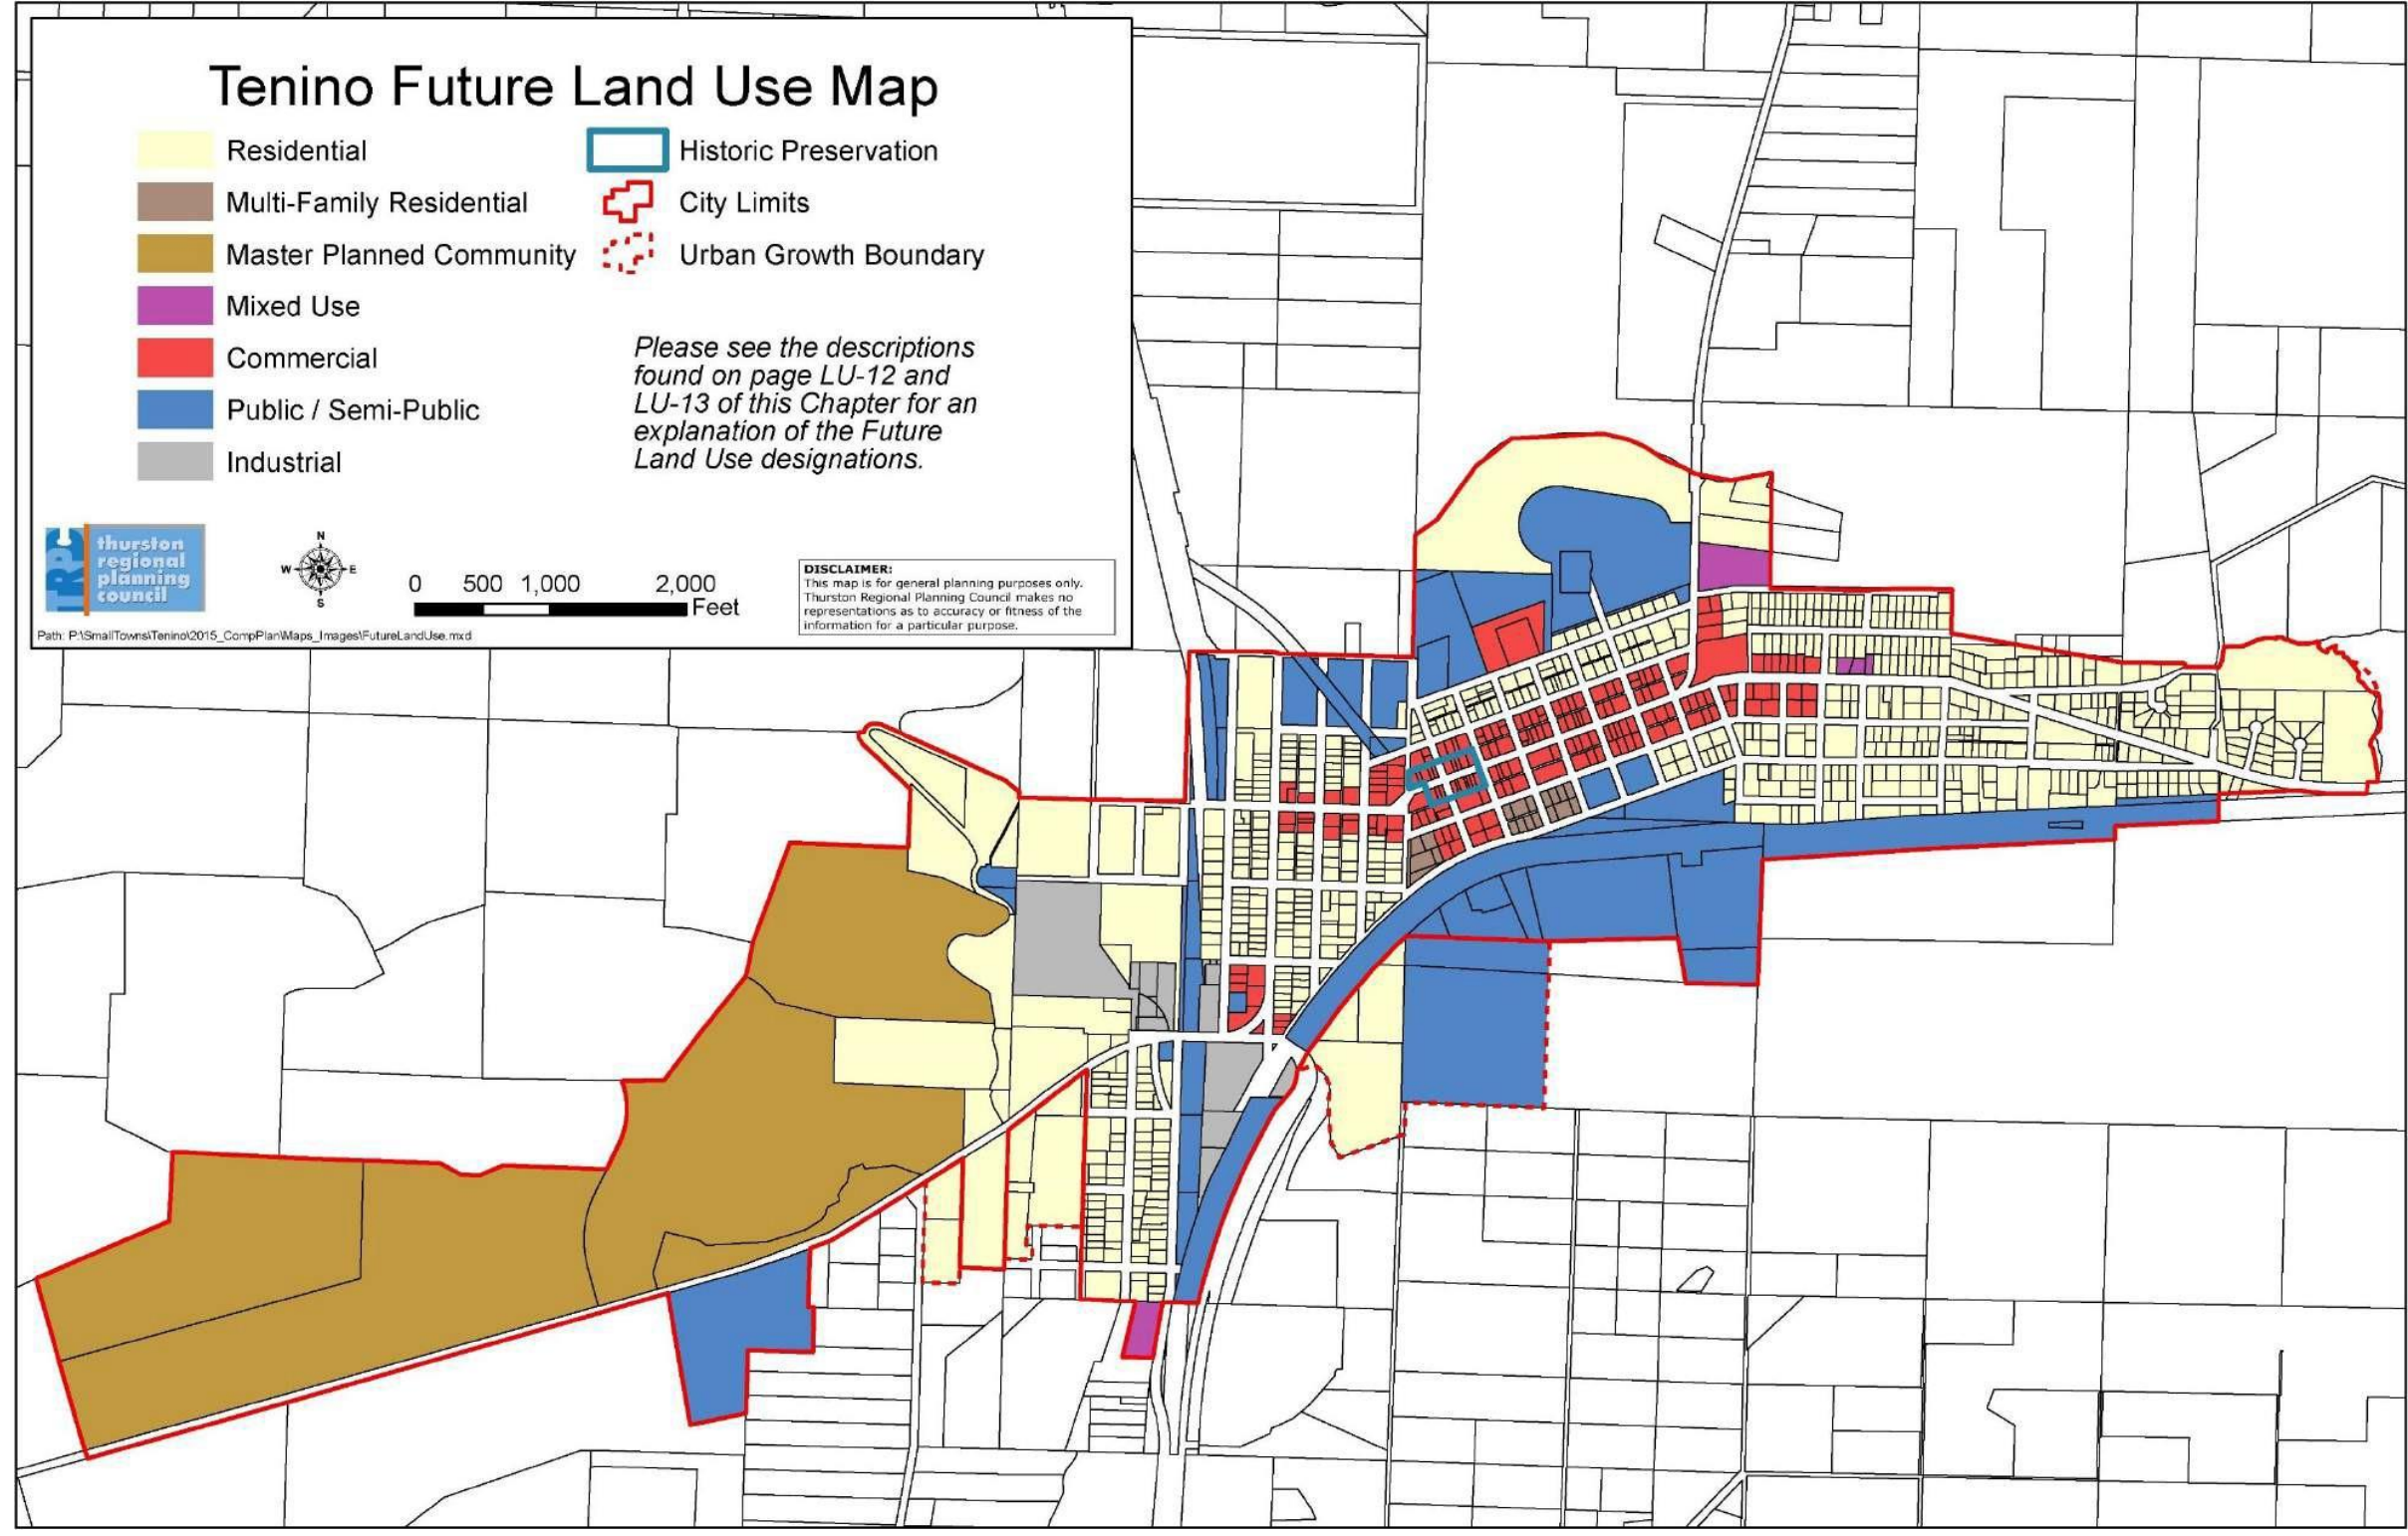 Tenino Future Land Use Map
Residential
Multi-Family Residential
Master Planned Community
Mixed Use
Commercial
Public / Semi-Public
Industrial
Historic Preservation
City Limits
Urban Growth Boundary
Please see the descriptions
found on page LU-12 and
LU-13 of this Chapter for an
explanation of the Future
Land Use designations.
TRPC
thurston
regional
planning
council
N
W E
S
0 500 1,000 2,000
Feet
DISCLAIMER:
This map is for general planning purposes only.
Thurston Regional Planning Council makes no
representations as to accuracy or fitness of the
information for a particular purpose.
Path: P:\SmallTowns\Tenino\2015_CompPlan\Maps_Images\FutureLandUse.mxd